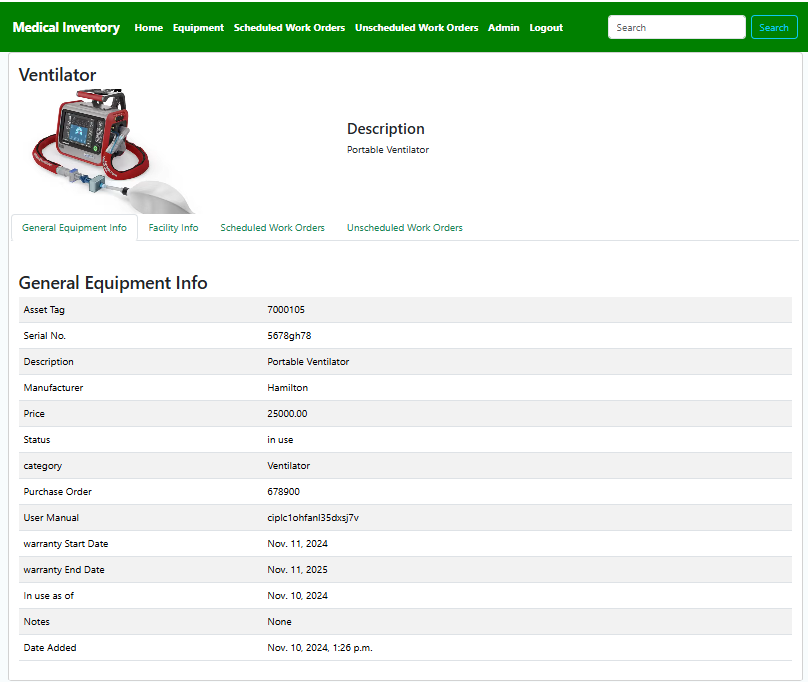 Medical Inventory Home Equipment Scheduled Work Orders Unscheduled Work Orders Admin Logout Search Search
Ventilator
Description
Portable Ventilator
General Equipment Info Facility Info Scheduled Work Orders Unscheduled Work Orders
General Equipment Info
Asset Tag 7000105
Serial No. 5678gh78
Description Portable Ventilator
Manufacturer Hamilton
Price 25000.00
Status in use
category Ventilator
Purchase Order 678900
User Manual ciplc1ohfanl35dxsj7v
warranty Start Date Nov. 11, 2024
warranty End Date Nov. 11, 2025
In use as of Nov. 10, 2024
Notes None
Date Added Nov. 10, 2024, 1:26 p.m.